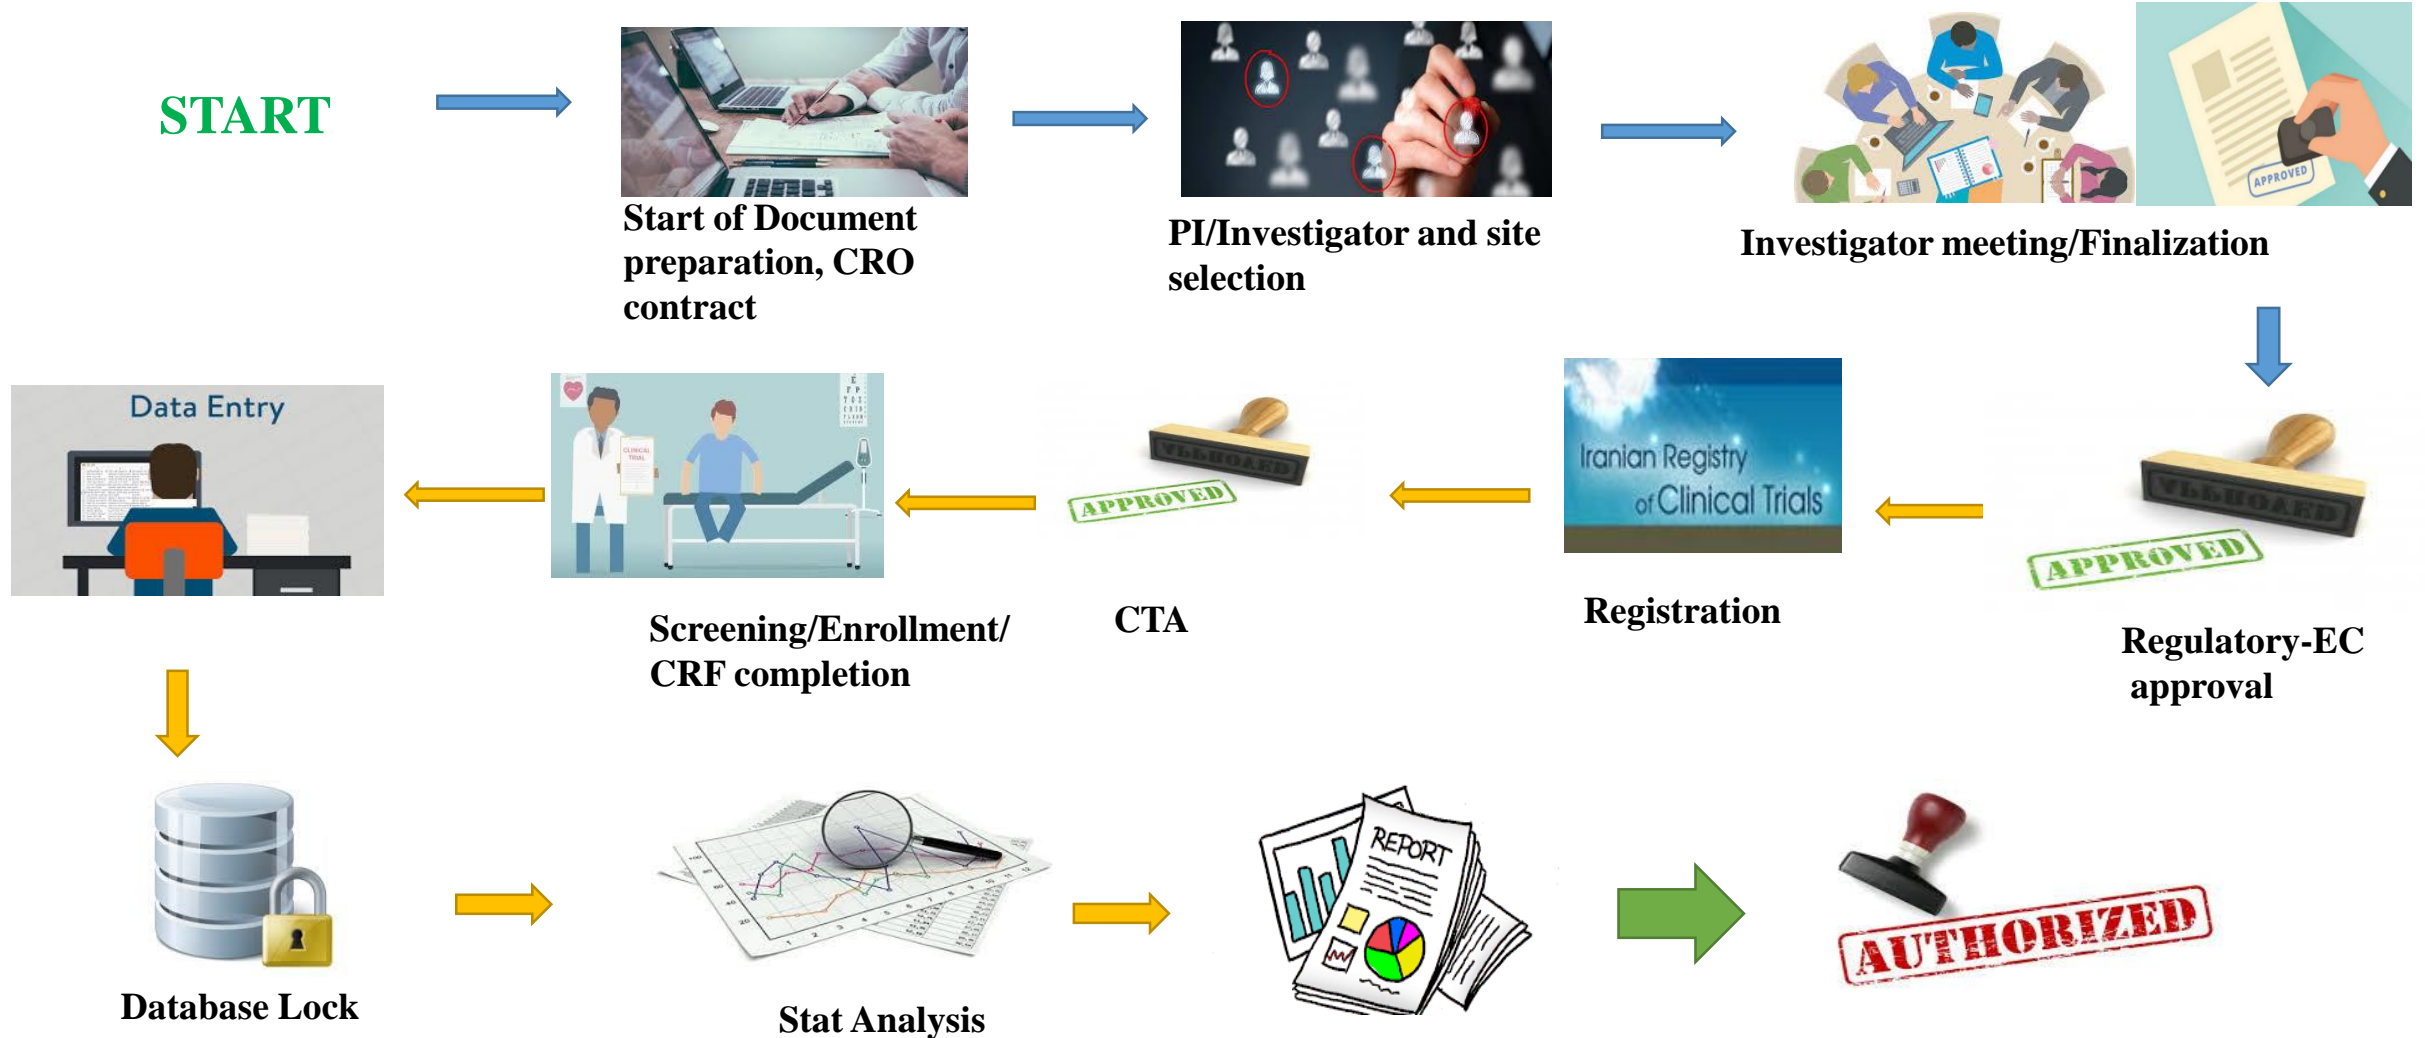 START
Start of Document
preparation, CRO
contract
PI/Investigator and site
selection
APPROVED
Investigator meeting/Finalization
APPROVED
Regulatory-EC
approval
Iranian Registry
of Clinical Trials
Registration
APPROVED
CTA
CLINICAL
TRIAL
Screening/Enrollment/
CRF completion
Data Entry
Database Lock
Stat Analysis
REPORT
AUTHORIZED